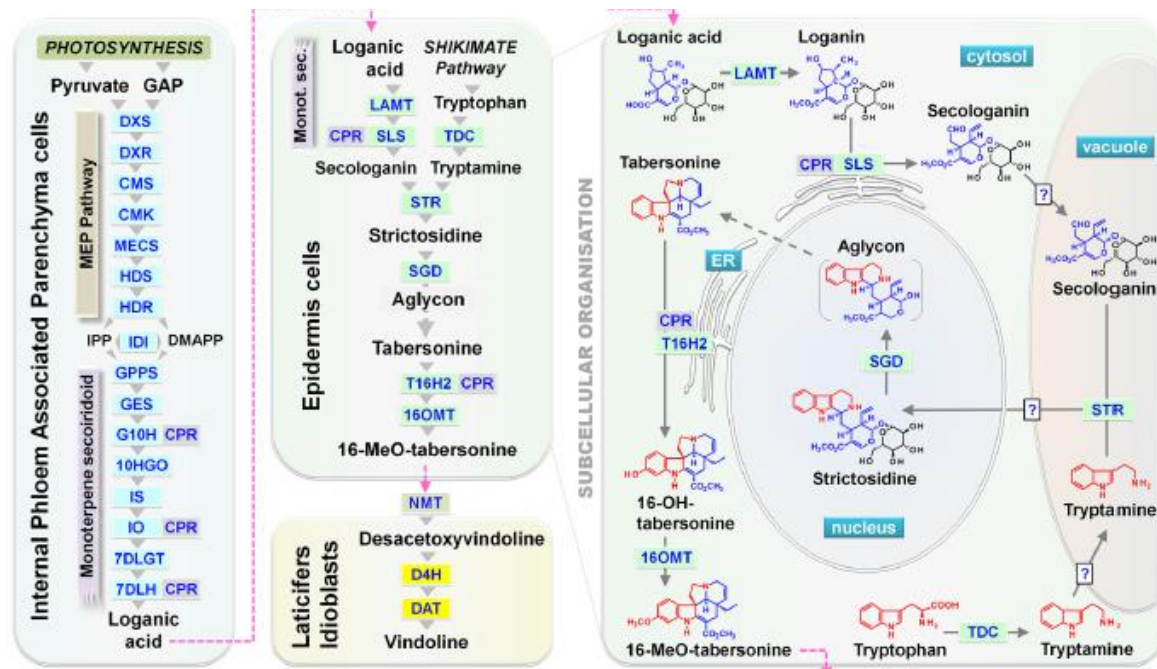 Internal Phloem Associated Parenchyma cells
PHOTOSYNTHESIS
Pyruvate GAP
MEP Pathway
DXS
DXR
CMS
CMK
MECS
HDS
HDR
IPP IDI DMAPP
Monoterpene secoiridoid
GPPS
GES
G10H CPR
10HGO
IS
IO CPR
7DLGT
7DLH CPR
Loganic
acid
Epidermis cells
Monot. sec.
Loganic
acid
SHIKIMATE
Pathway
LAMT Tryptophan
CPR SLS TDC
Secologanin Tryptamine
STR
Strictosidine
SGD
Aglycon
Tabersonine
T16H2 CPR
16OMT
16-MeO-tabersonine
NMT
Laticifers
Idioblasts
Desacetoxyvindoline
D4H
DAT
Vindoline
SUBCELLULAR ORGANISATION
Loganic acid
LAMT
Loganin
cytosol
Secologanin
vacuole
CPR SLS
?
Secologanin
Tabersonine
ER
Aglycon
CPR
T16H2
SGD
?
STR
Strictosidine
Tryptamine
nucleus
16-OH-
tabersonine
16OMT
?
16-MeO-tabersonine
Tryptophan
TDC
Tryptamine